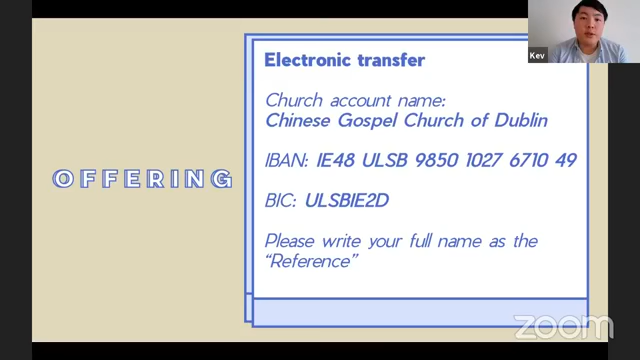 OFFERING
Electronic transfer
Church account name:
Chinese Gospel Church of Dublin
IBAN: IE48 ULSB 9850 1027 6710 49
BIC: ULSBIE2D
Please write your full name as the
“Reference”
Kev
zoom